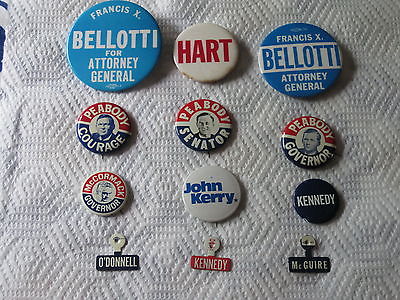 FRANCIS X.
BELLOTTI
FOR
ATTORNEY
GENERAL
HART
FRANCIS X.
BELLOTTI
ATTORNEY
GENERAL
PEABODY
COURAGE
PEABODY
SENATOR
PEABODY
GOVERNOR
McCORMACK
GOVERNOR
John
Kerry
KENNEDY
O'DONNELL
KENNEDY
McGUIRE